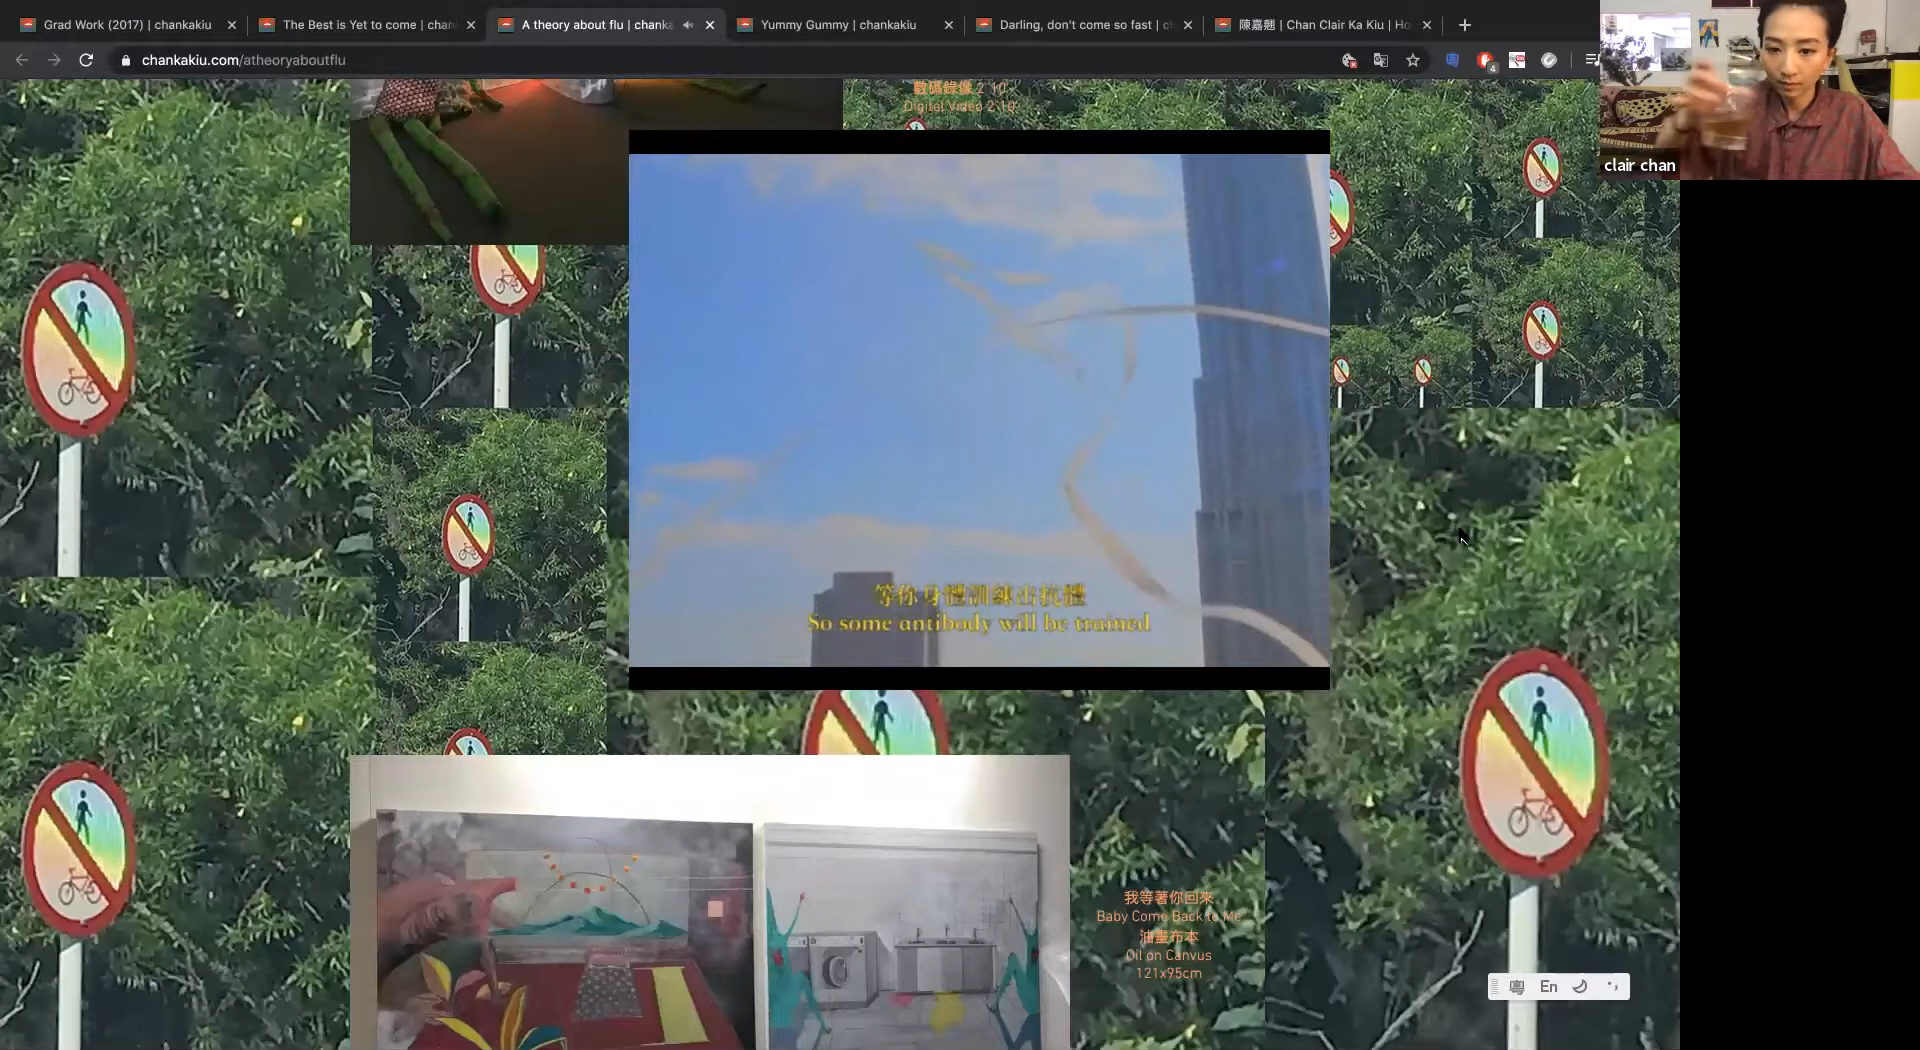 Grad Work (2017) | chankakiu
The Best is Yet to come | chan
A theory about flu | chanka
Yummy Gummy | chankakiu
Darling, don't come so fast | c
陳嘉翹 | Chan Clair Ka Kiu | Ho
chankakiu.com/atheoryaboutflu
4
clair chan
數碼錄像 2'10"
Digital Video 2'10"
等你身體訓練出抗體
So some antibody will be trained
我等著你回來
Baby Come Back to Me
油畫布本
Oil on Canvus
121x95cm
粵 En